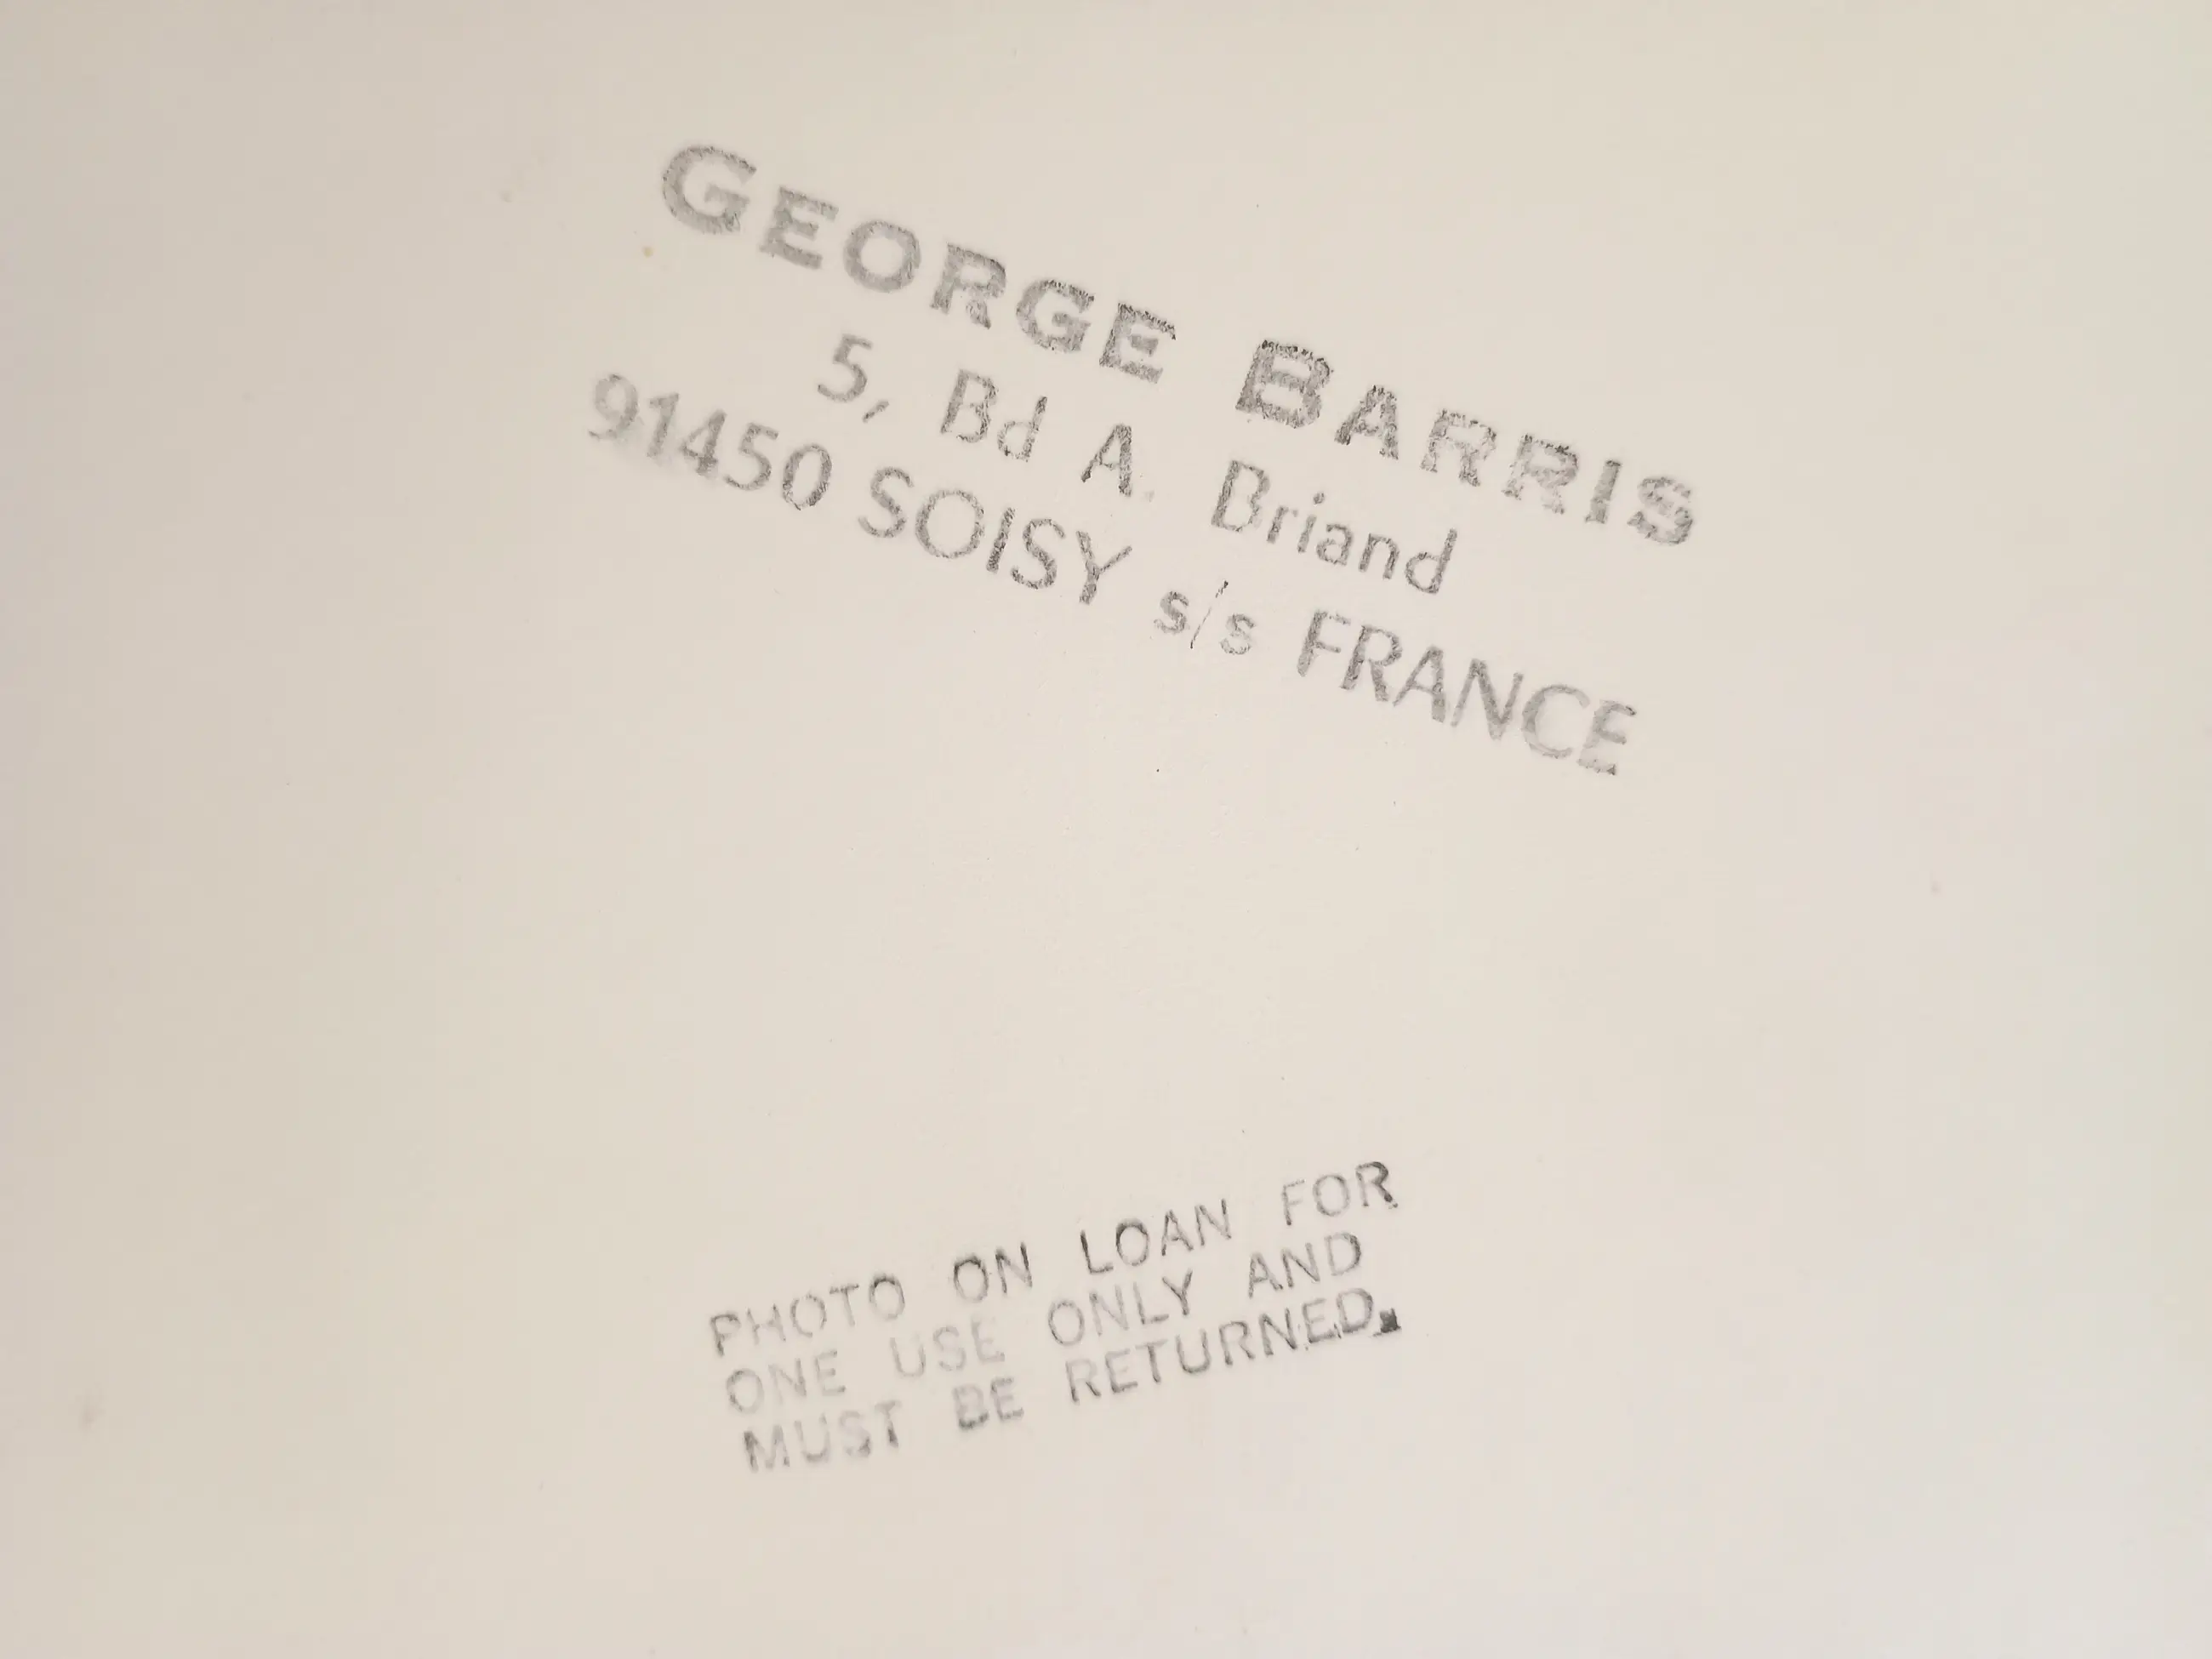 GEORGE BARRIS
5, Bd A. Briand
91450 SOISY s/s FRANCE
PHOTO ON LOAN FOR
ONE USE ONLY AND
MUST BE RETURNED.